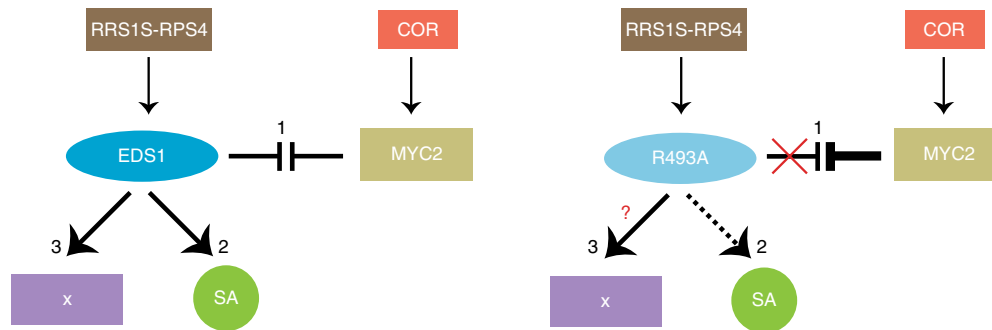 RRS1S-RPS4
COR
1
EDS1
MYC2
3
2
x
SA
RRS1S-RPS4
COR
1
R493A
MYC2
?
3
2
x
SA